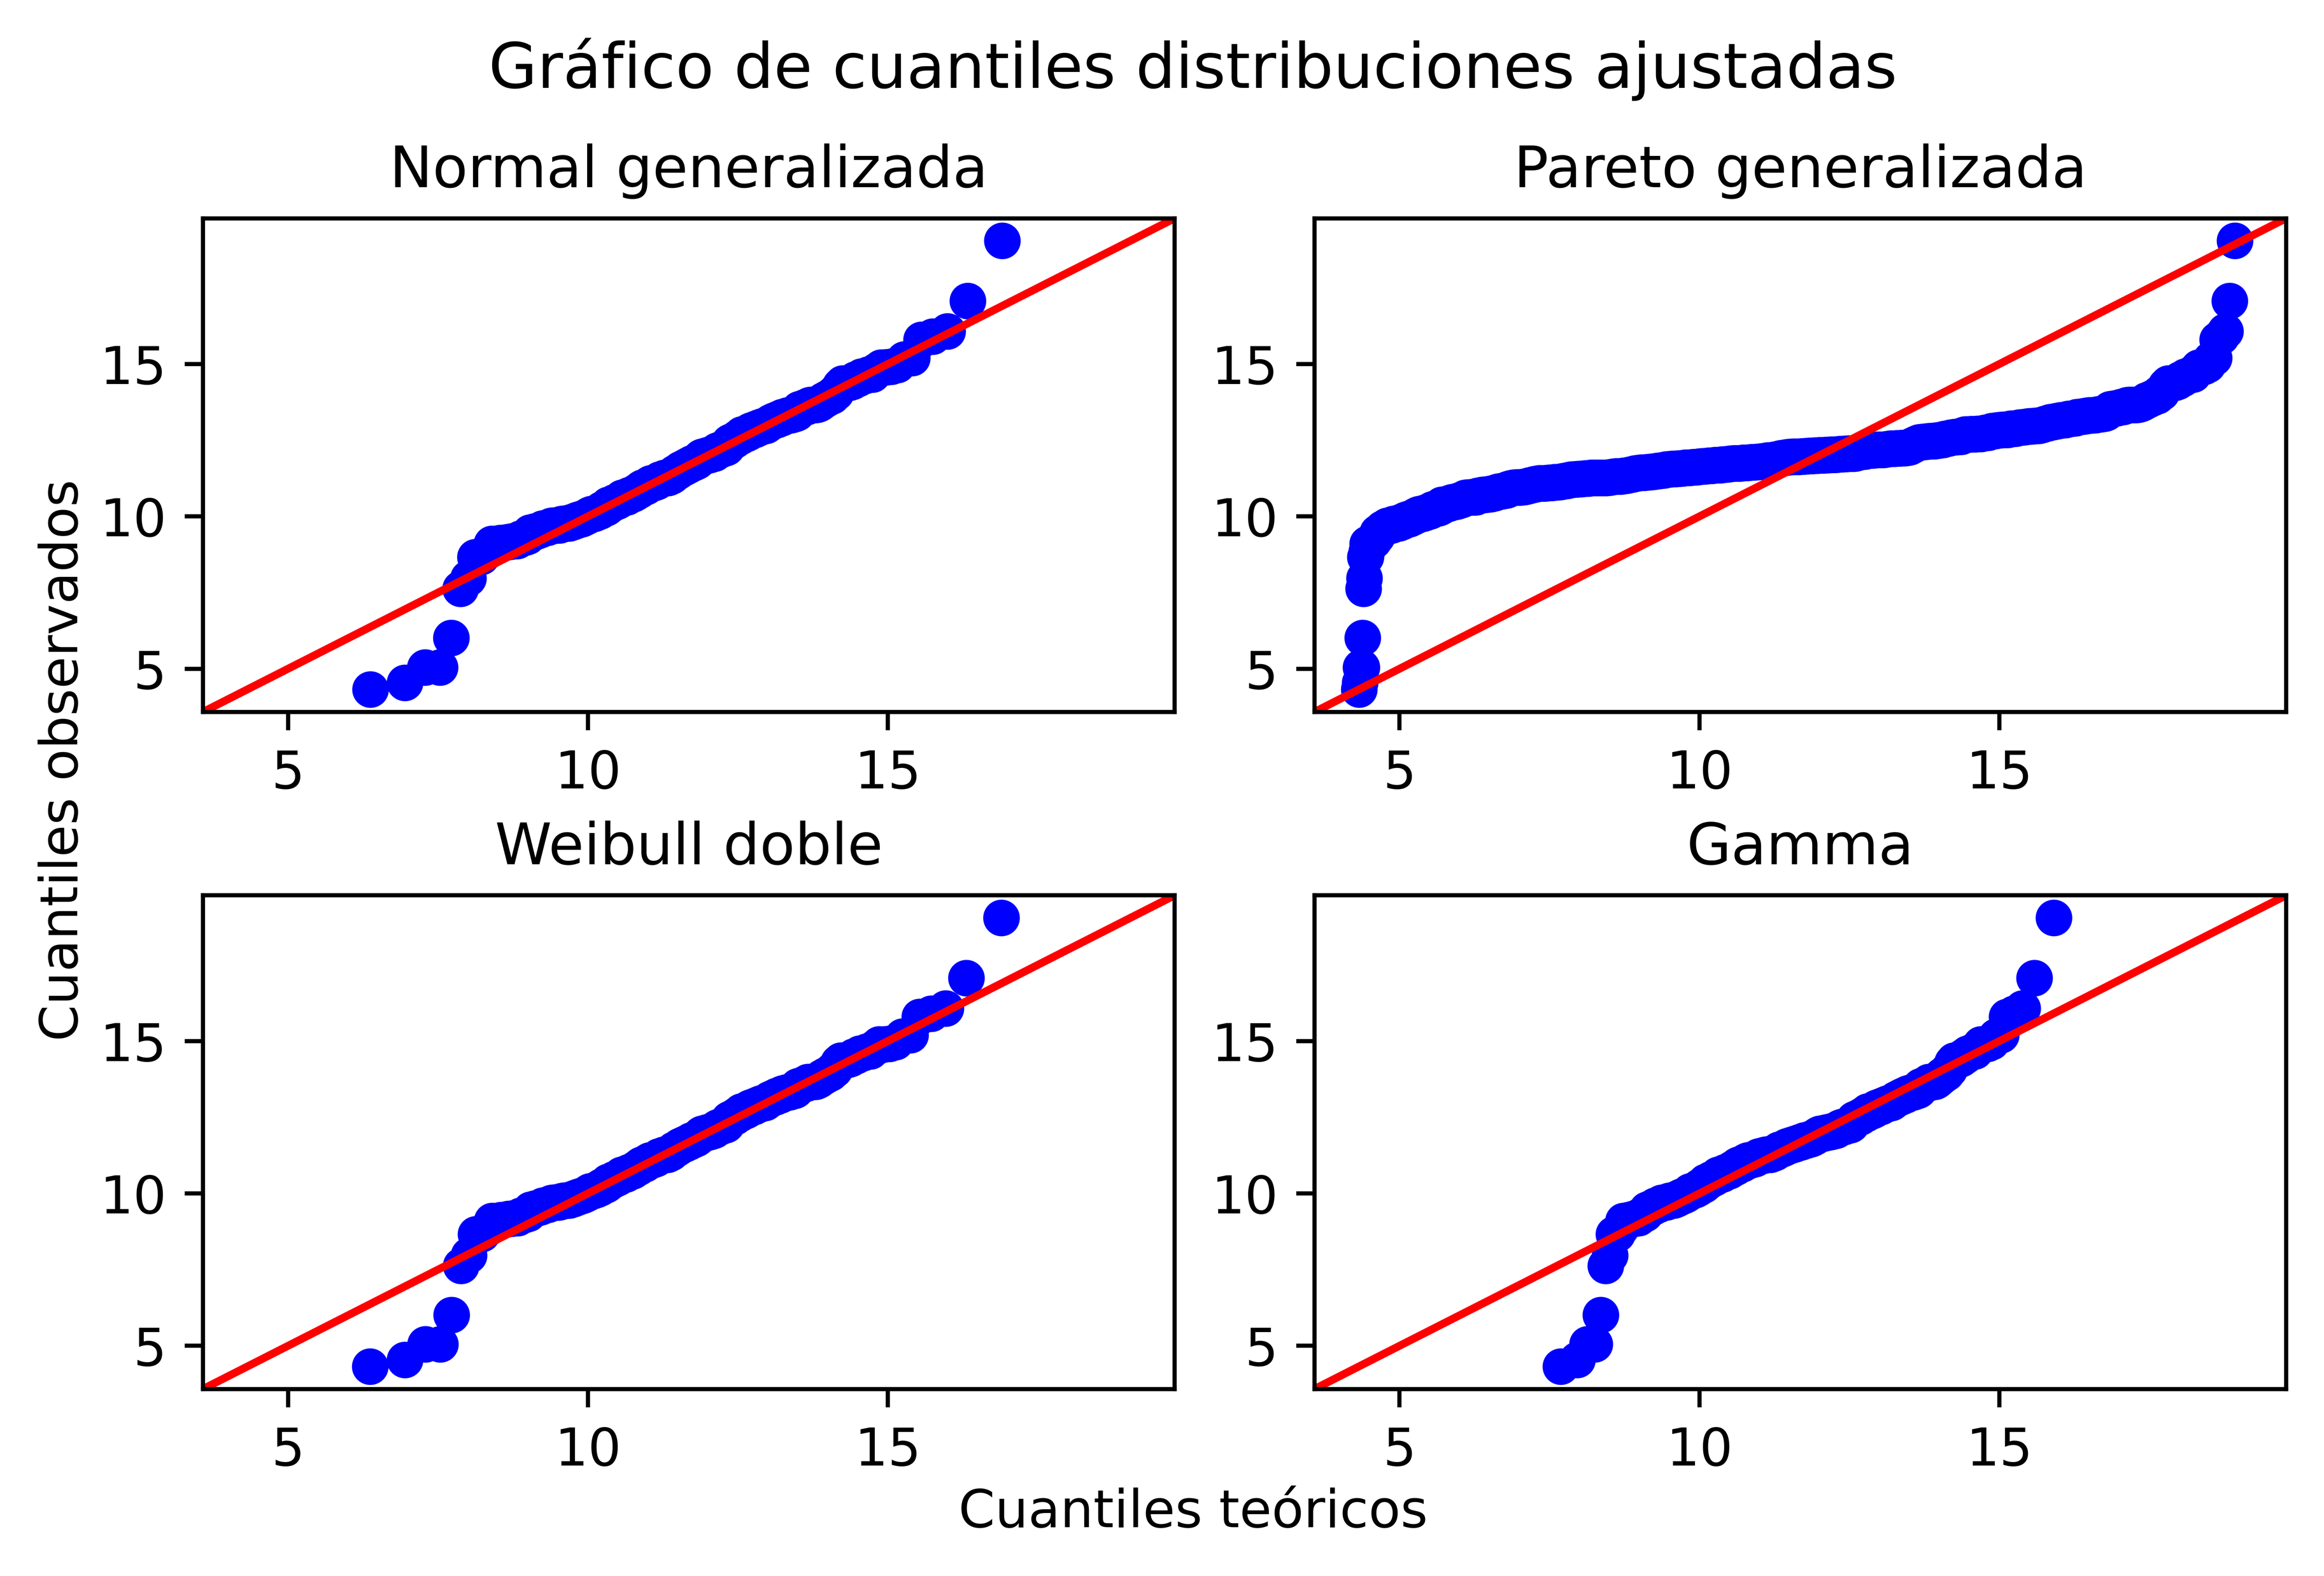 Gráfico de cuantiles distribuciones ajustadas
Normal generalizada
Pareto generalizada
15
10
5
5 10 15
15
10
5
5 10 15
Cuantiles observados
Weibull doble
Gamma
15
10
5
5 10 15
15
10
5
5 10 15
Cuantiles teóricos